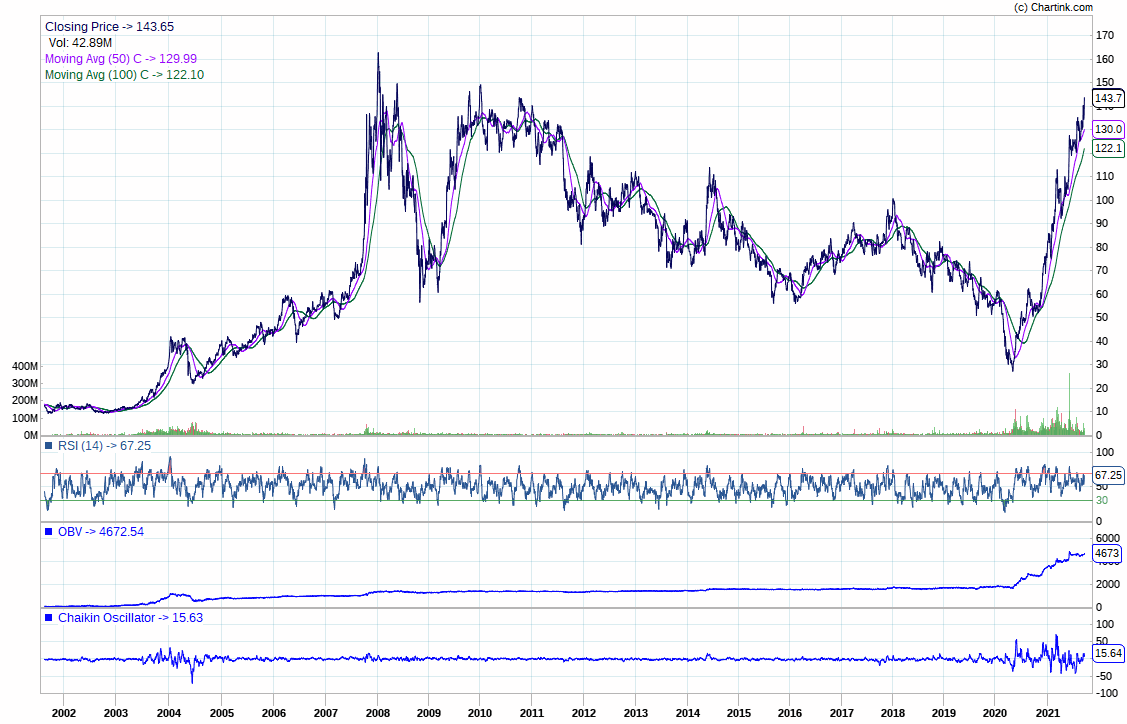 (c) Chartink.com
Closing Price -> 143.65
Vol: 42.89M
Moving Avg (50) C -> 129.99
Moving Avg (100) C -> 122.10
170
160
150
143.7
130.0
122.1
110
100
90
80
70
60
50
40
30
20
10
0
400M
300M
200M
100M
0M
RSI (14) -> 67.25
100
67.25
50
30
0
OBV -> 4672.54
6000
4673
4000
2000
0
Chaikin Oscillator -> 15.63
100
50
15.64
-50
-100
2002 2003 2004 2005 2006 2007 2008 2009 2010 2011 2012 2013 2014 2015 2016 2017 2018 2019 2020 2021